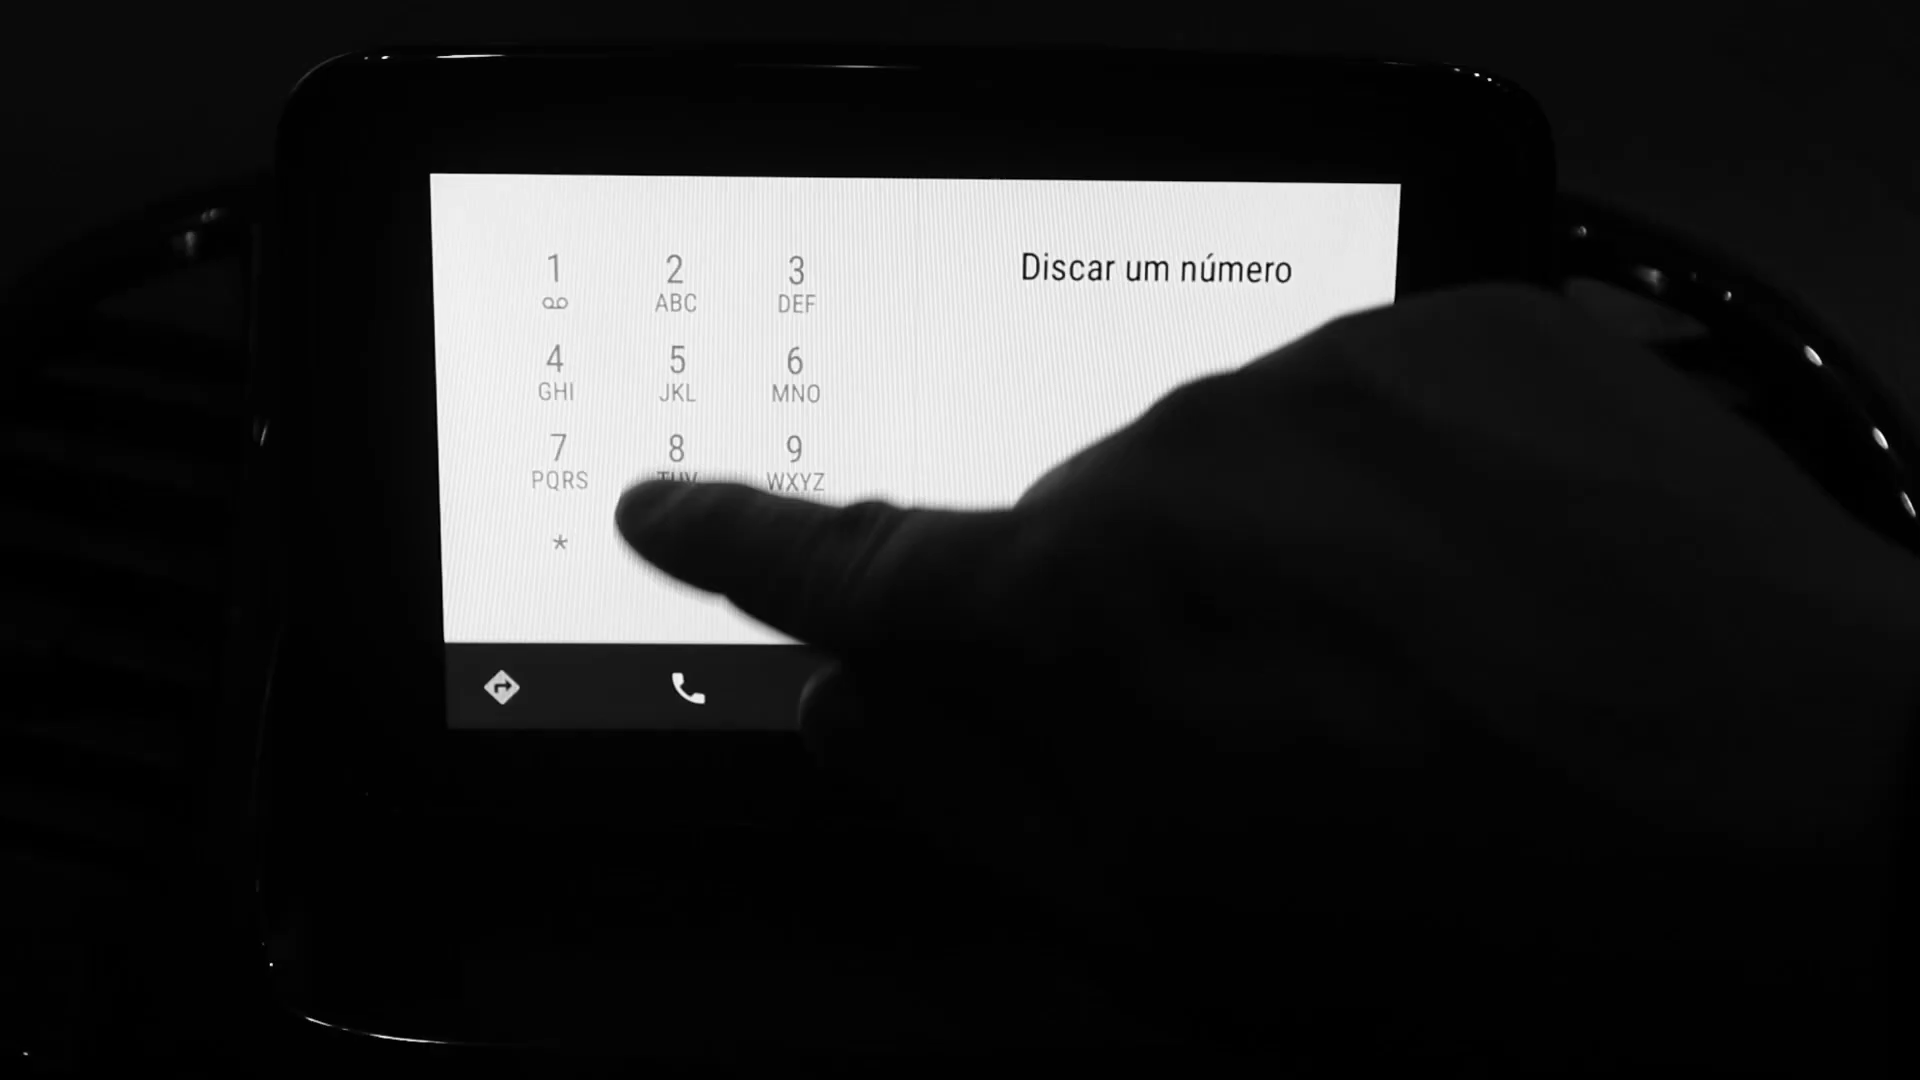 1 2 3 Discar um número
ABC DEF
4 5 6
GHI JKL MNO
7 8 9
PQRS TUV WXYZ
*